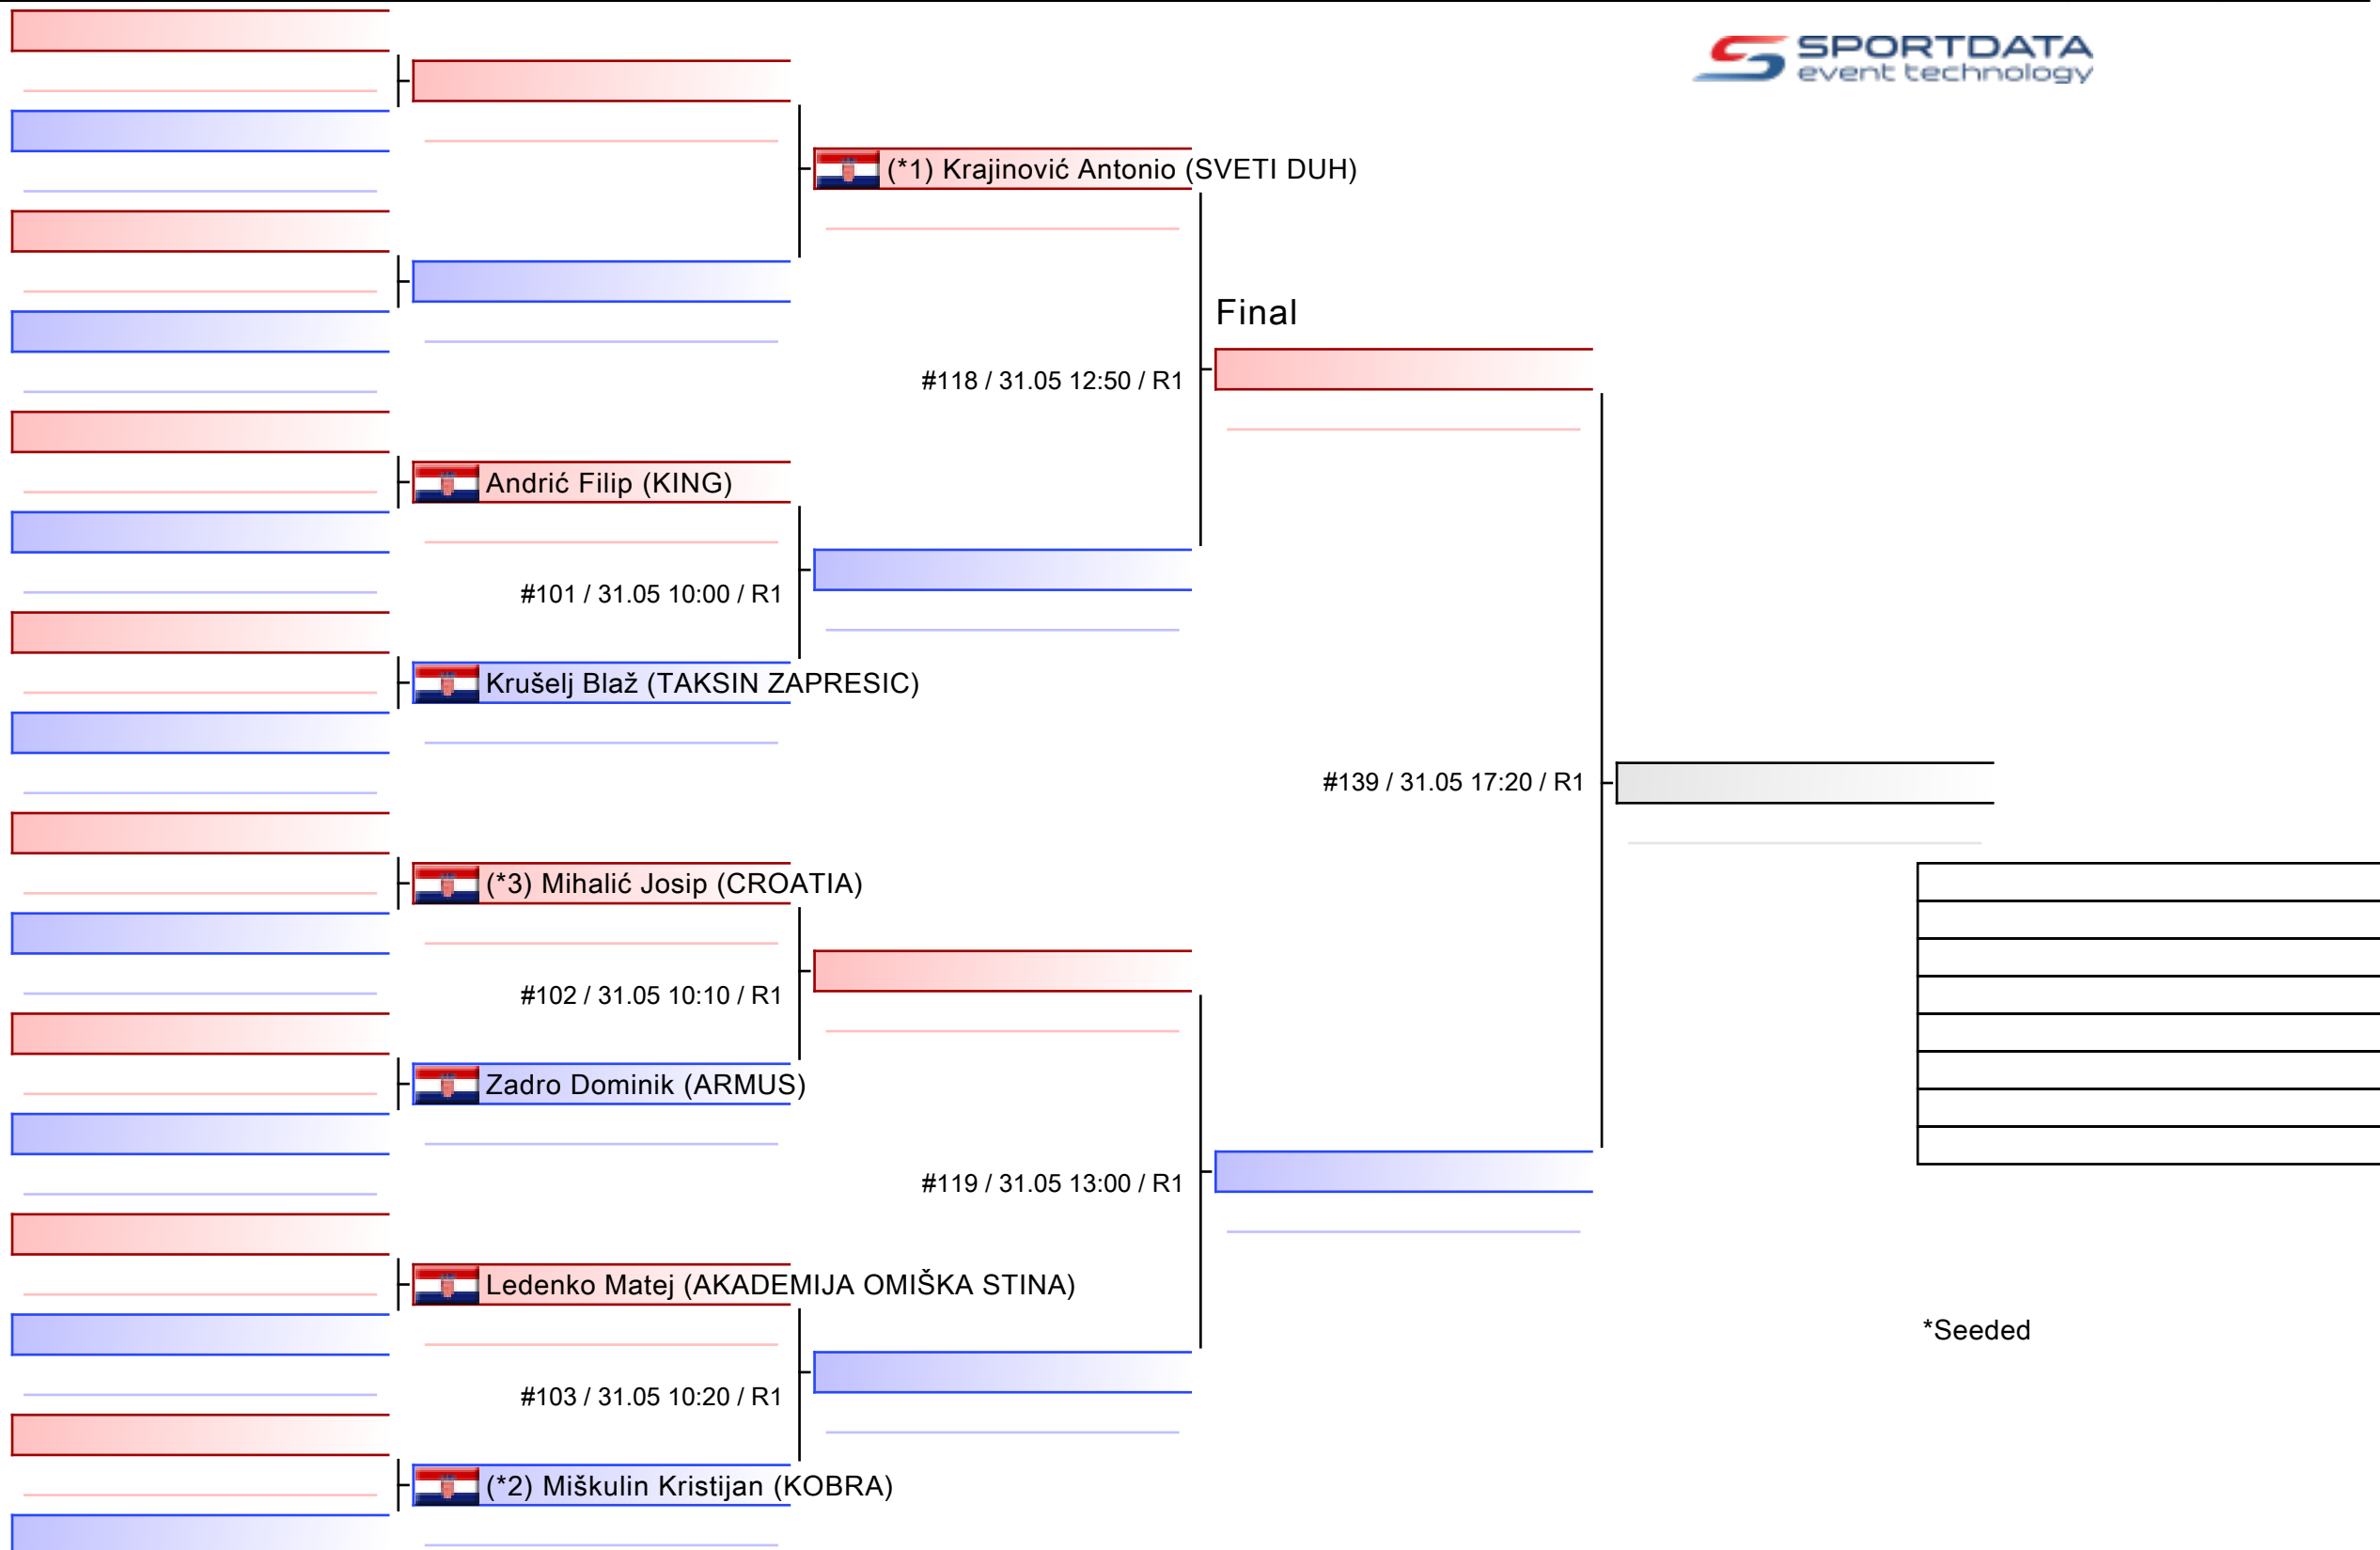 SPORTDATA
event technology
(*1) Krajinović Antonio (SVETI DUH)
Final
#118 / 31.05 12:50 / R1
Andrić Filip (KING)
#101 / 31.05 10:00 / R1
Krušelj Blaž (TAKSIN ZAPRESIC)
#139 / 31.05 17:20 / R1
(*3) Mihalić Josip (CROATIA)
#102 / 31.05 10:10 / R1
Zadro Dominik (ARMUS)
#119 / 31.05 13:00 / R1
Ledenko Matej (AKADEMIJA OMIŠKA STINA)
*Seeded
#103 / 31.05 10:20 / R1
(*2) Miškulin Kristijan (KOBRA)